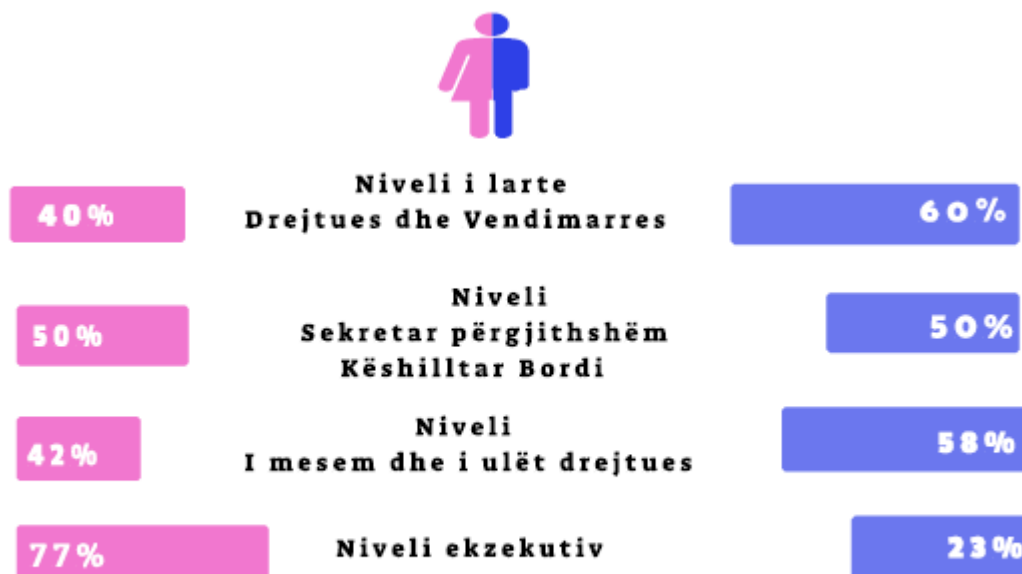 Niveli i larte
40%
Drejtues dhe Vendimarres
60%
Niveli
50%
Sekretar përgjithshëm
50%
Këshilltar Bordi
Niveli
42%
I mesem dhe i ulët drejtues
58%
77%
Niveli ekzekutiv
23%